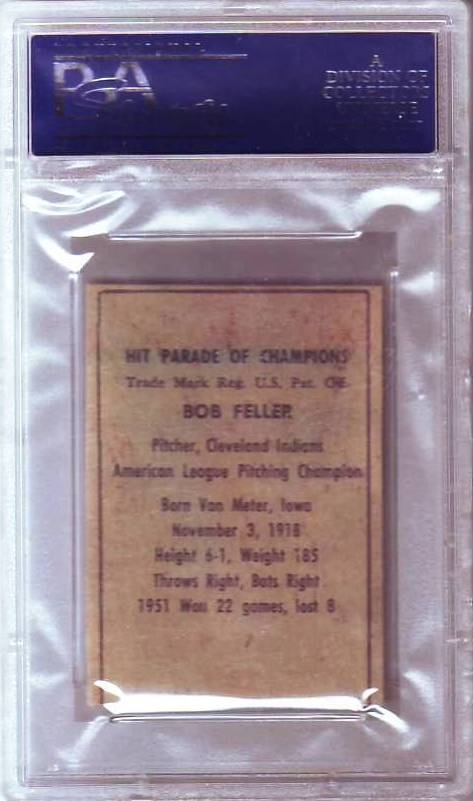 PSA
A
DIVISION OF
COLLECTORS
UNIVERSE
HIT PARADE OF CHAMPIONS
Trade Mark Reg. U.S. Pat. Off.
BOB FELLER
Pitcher, Cleveland Indians
American League Pitching Champion
Born Van Meter, Iowa
November 3, 1918
Height 6-1, Weight 185
Throws Right, Bats Right
1951 Won 22 games, lost 8